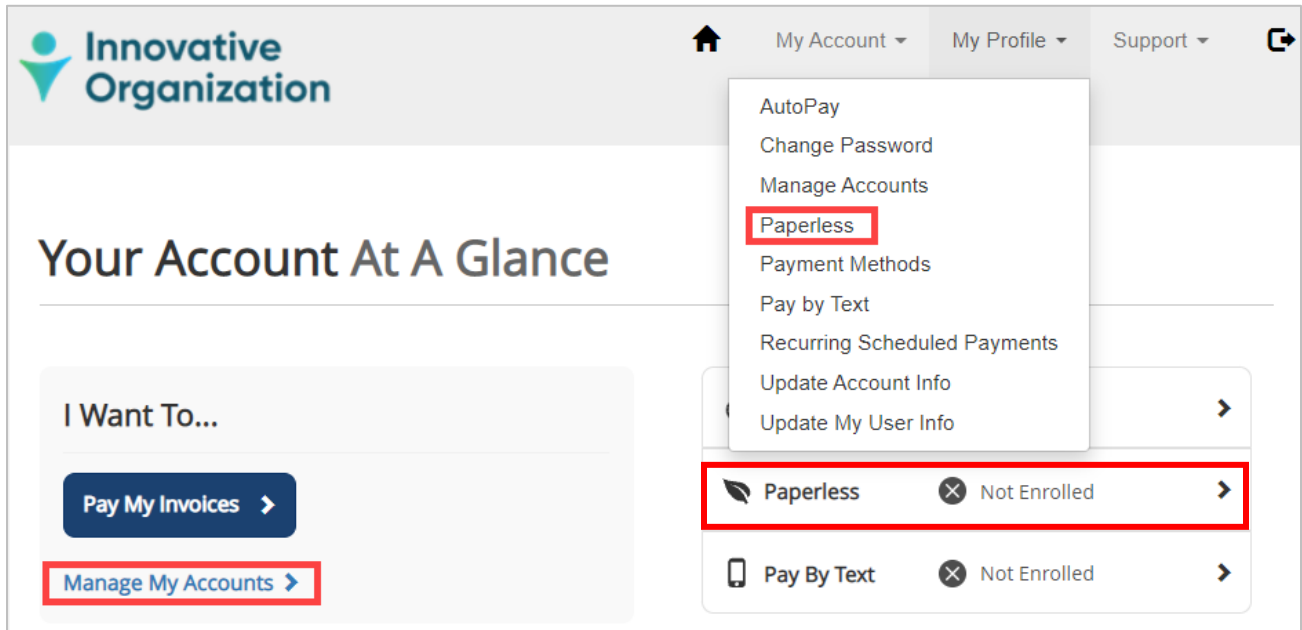 Innovative
Organization
My Account
My Profile
Support
AutoPay
Change Password
Manage Accounts
Paperless
Payment Methods
Pay by Text
Recurring Scheduled Payments
Update Account Info
Update My User Info
Your Account At A Glance
I Want To...
Pay My Invoices
Manage My Accounts
Paperless Not Enrolled
Pay By Text Not Enrolled